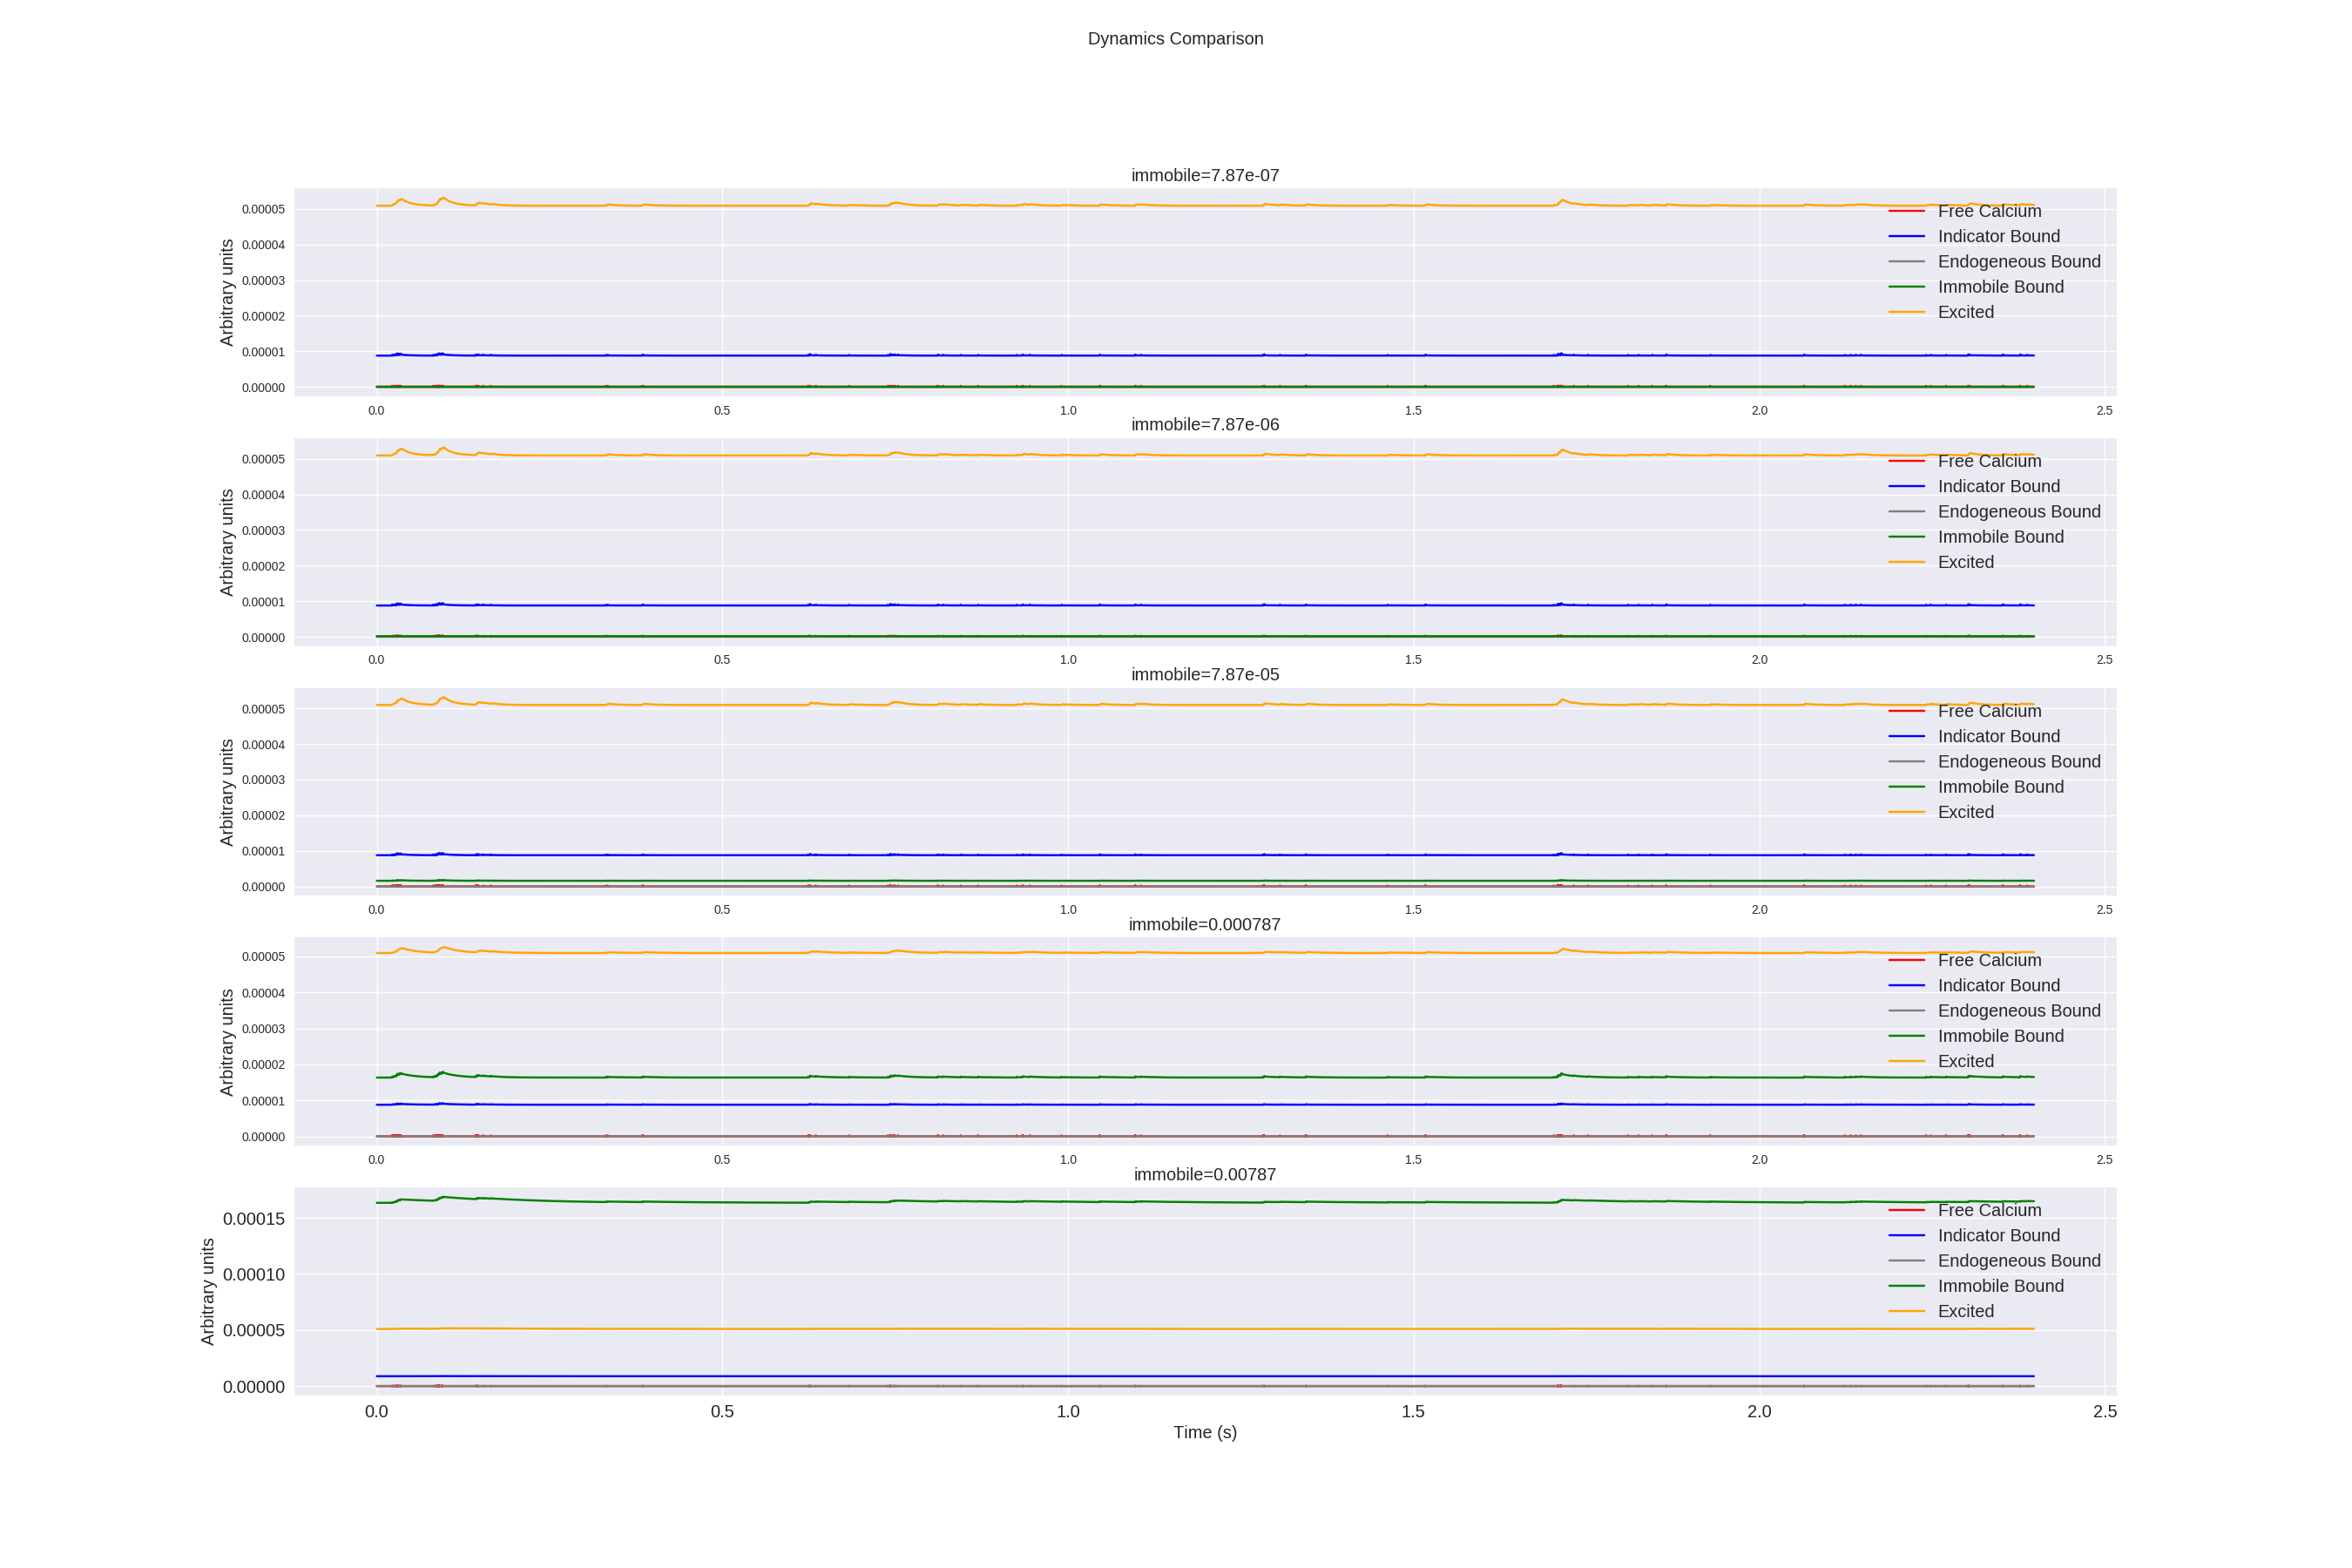 Dynamics Comparison
immobile=7.87e-07
Arbitrary units
0.00005
0.00004
0.00003
0.00002
0.00001
0.00000
Free Calcium
Indicator Bound
Endogeneous Bound
Immobile Bound
Excited
0.0 0.5 1.0 1.5 2.0 2.5
immobile=7.87e-06
Arbitrary units
0.00005
0.00004
0.00003
0.00002
0.00001
0.00000
Free Calcium
Indicator Bound
Endogeneous Bound
Immobile Bound
Excited
0.0 0.5 1.0 1.5 2.0 2.5
immobile=7.87e-05
Arbitrary units
0.00005
0.00004
0.00003
0.00002
0.00001
0.00000
Free Calcium
Indicator Bound
Endogeneous Bound
Immobile Bound
Excited
0.0 0.5 1.0 1.5 2.0 2.5
immobile=0.000787
Arbitrary units
0.00005
0.00004
0.00003
0.00002
0.00001
0.00000
Free Calcium
Indicator Bound
Endogeneous Bound
Immobile Bound
Excited
0.0 0.5 1.0 1.5 2.0 2.5
immobile=0.00787
Arbitrary units
0.00015
0.00010
0.00005
0.00000
Free Calcium
Indicator Bound
Endogeneous Bound
Immobile Bound
Excited
0.0 0.5 1.0 1.5 2.0 2.5
Time (s)